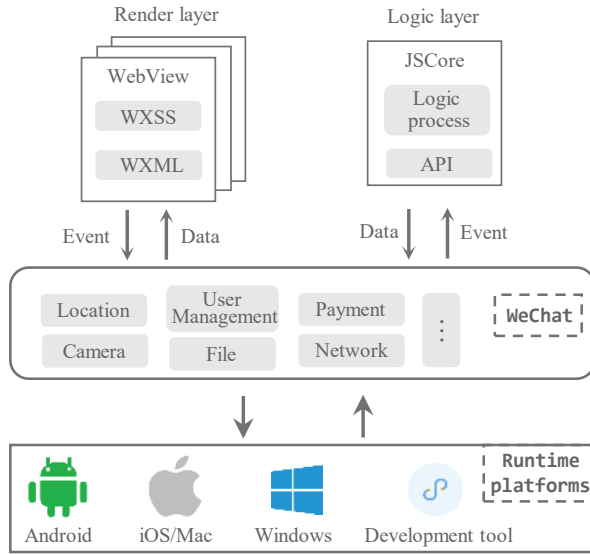 Render layer
Logic layer
WebView
WXSS
WXML
JSCore
Logic
process
API
Event
Data
Data
Event
Location
User
Management
Payment
⋮
WeChat
Camera
File
Network
Runtime
platforms
Android
iOS/Mac
Windows
Development tool